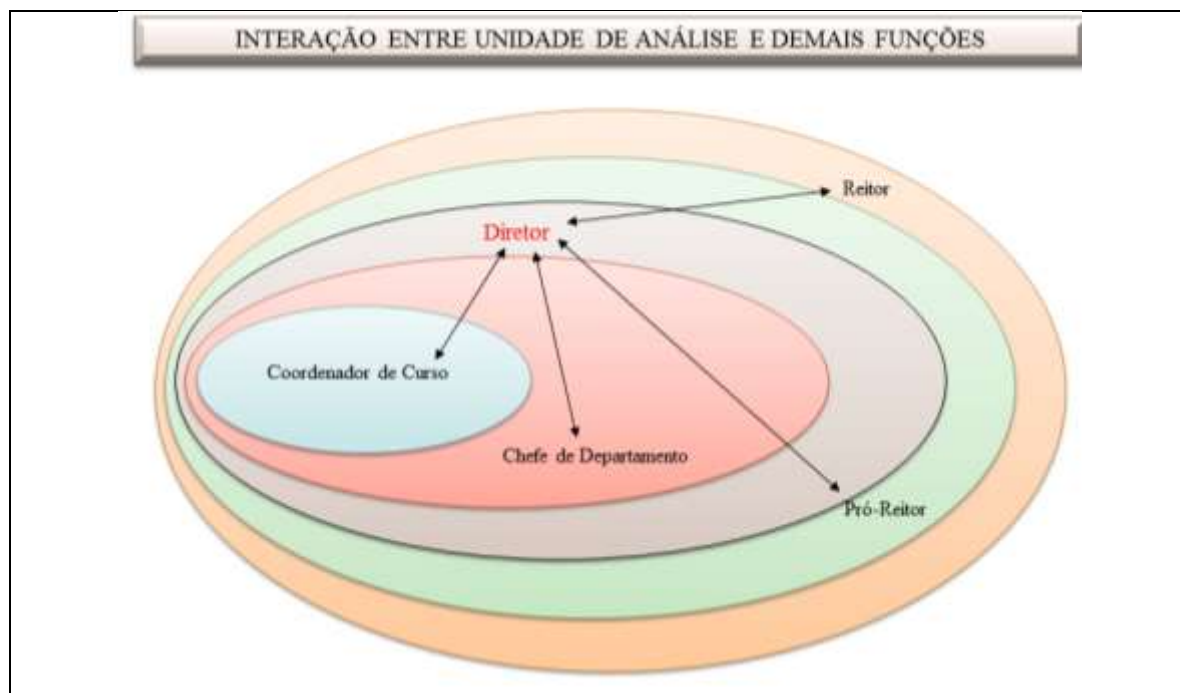 INTERAÇÃO ENTRE UNIDADE DE ANÁLISE E DEMAIS FUNÇÕES
Reitor
Diretor
Coordenador de Curso
Chefe de Departamento
Pró-Reitor